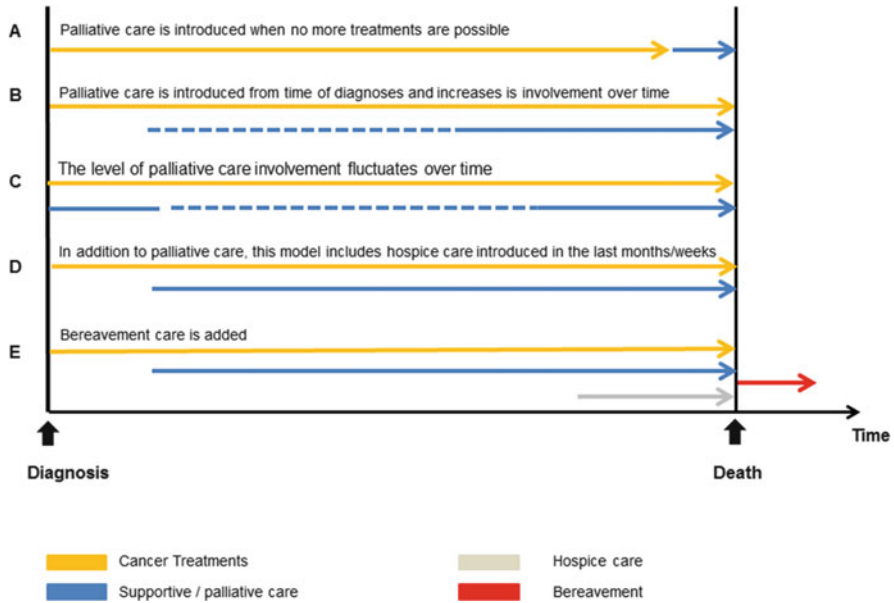 A
Palliative care is introduced when no more treatments are possible
B
Palliative care is introduced from time of diagnoses and increases is involvement over time
C
The level of palliative care involvement fluctuates over time
D
In addition to palliative care, this model includes hospice care introduced in the last months/weeks
E
Bereavement care is added
Time
Diagnosis
Death
Cancer Treatments
Hospice care
Supportive / palliative care
Bereavement